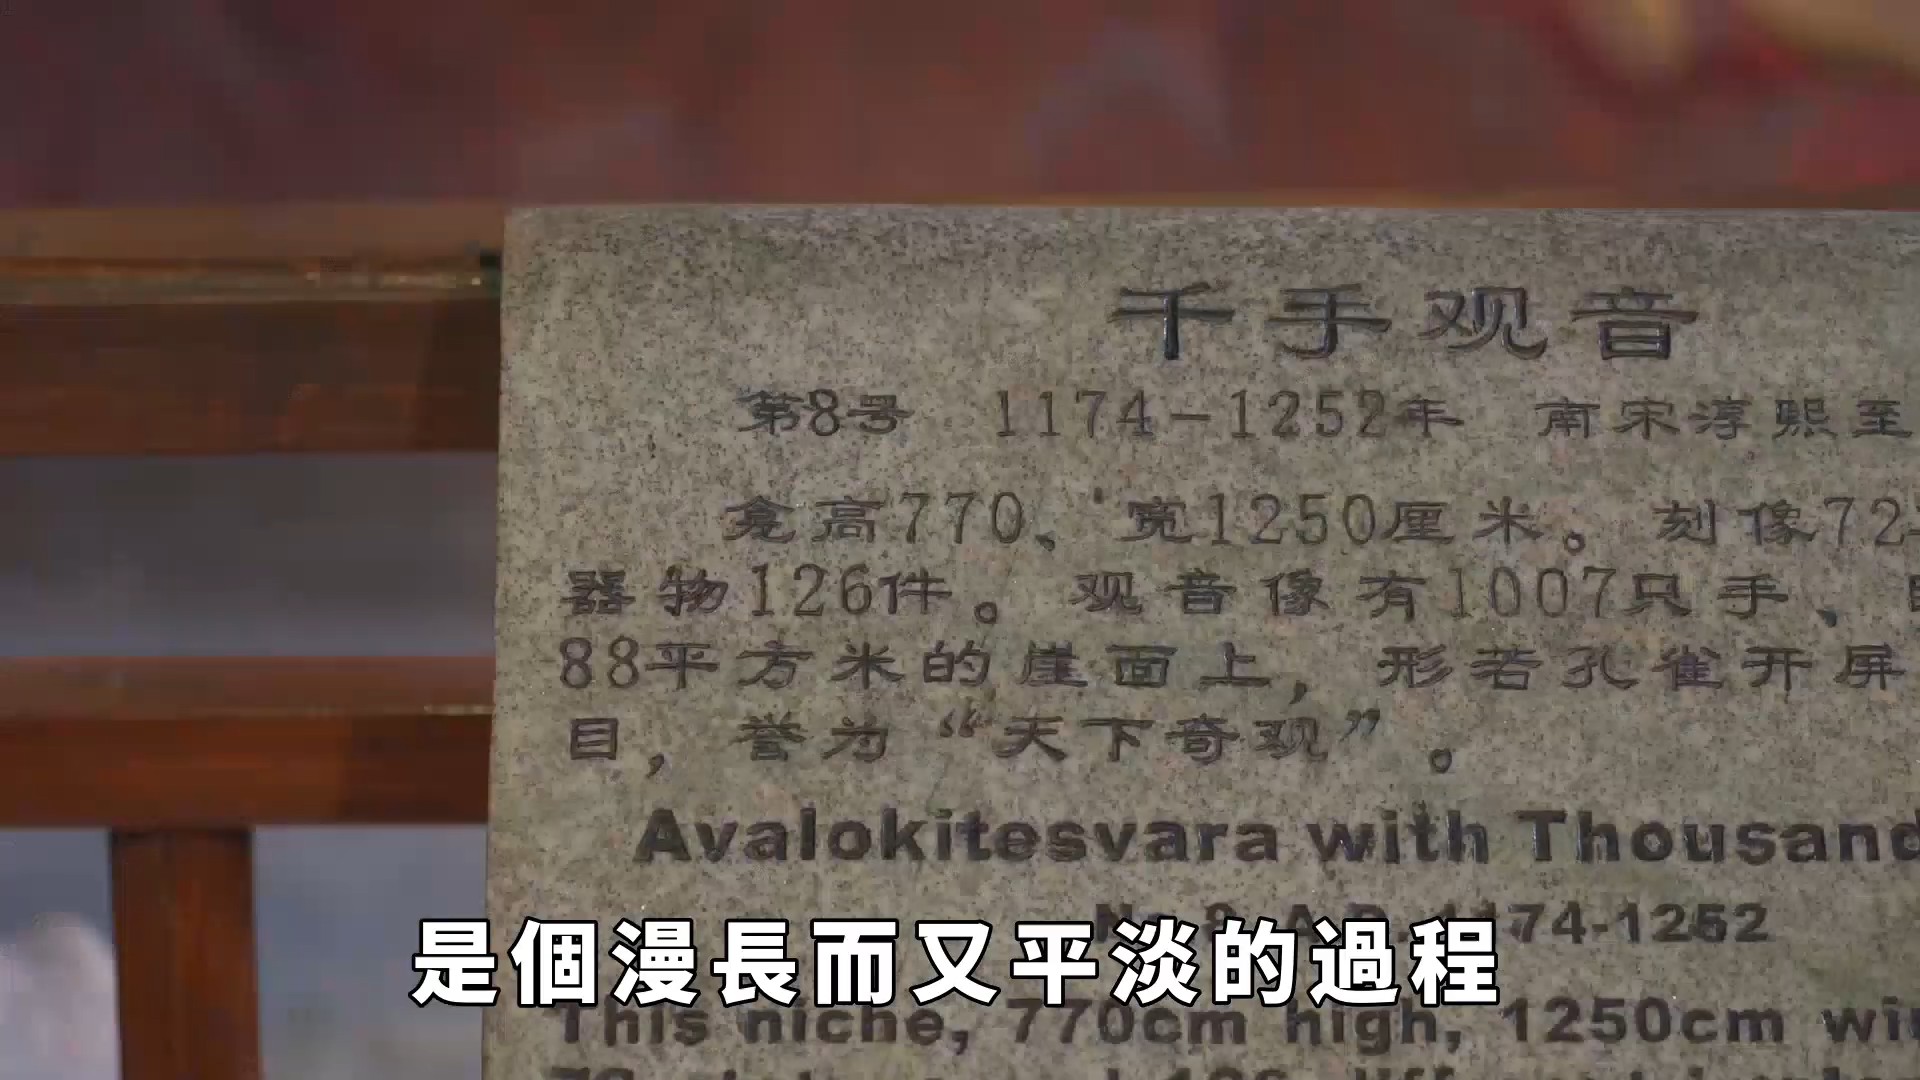 千手观音
第8号 1174-1252年 南宋淳熙至
龛高770、宽1250厘米。刻像72
器物126件。观音像有1007只手、
88平方米的崖面上，形若孔雀开屏
目，誉为“天下奇观”。
Avalokitesvara with Thousand
No.8 A.D. 1174-1252
是個漫長而又平淡的過程
This niche, 770cm high, 1250cm